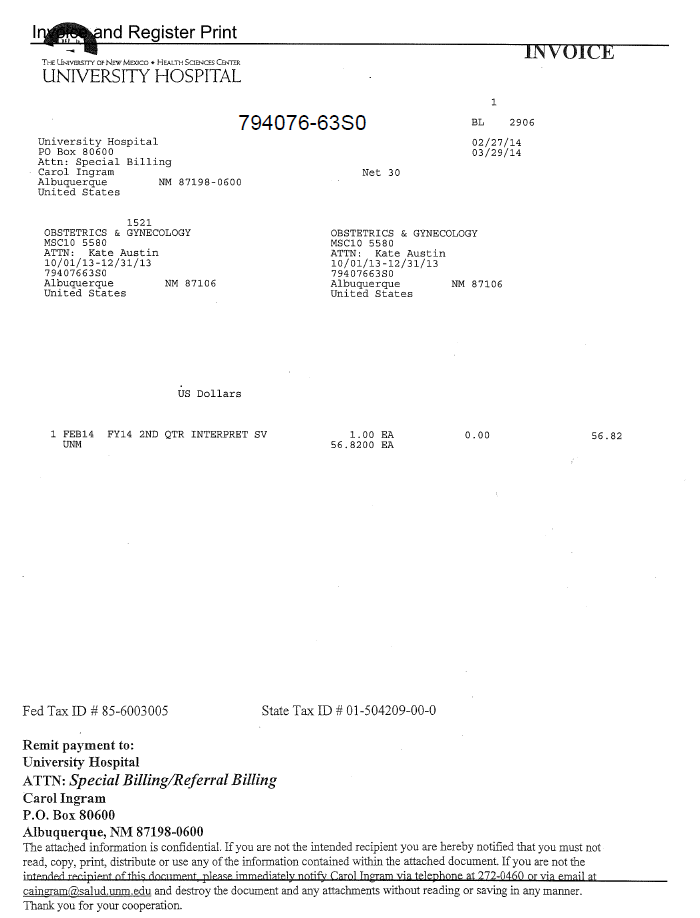 Invoice and Register Print
INVOICE
THE UNIVERSITY OF NEW MEXICO • HEALTH SCIENCES CENTER
UNIVERSITY HOSPITAL
1
794076-63S0
BL 2906
University Hospital 02/27/14
PO Box 80600 03/29/14
Attn: Special Billing
Carol Ingram Net 30
Albuquerque NM 87198-0600
United States
1521
OBSTETRICS & GYNECOLOGY OBSTETRICS & GYNECOLOGY
MSC10 5580 MSC10 5580
ATTN: Kate Austin ATTN: Kate Austin
10/01/13-12/31/13 10/01/13-12/31/13
79407663S0 79407663S0
Albuquerque NM 87106 Albuquerque NM 87106
United States United States
US Dollars
1 FEB14 FY14 2ND QTR INTERPRET SV 1.00 EA 0.00 56.82
UNM 56.8200 EA
Fed Tax ID # 85-6003005 State Tax ID # 01-504209-00-0
Remit payment to:
University Hospital
ATTN: Special Billing/Referral Billing
Carol Ingram
P.O. Box 80600
Albuquerque, NM 87198-0600
The attached information is confidential. If you are not the intended recipient you are hereby notified that you must not
read, copy, print, distribute or use any of the information contained within the attached document. If you are not the
intended recipient of this document, please immediately notify Carol Ingram via telephone at 272-0460 or via email at
caingram@salud.unm.edu and destroy the document and any attachments without reading or saving in any manner.
Thank you for your cooperation.